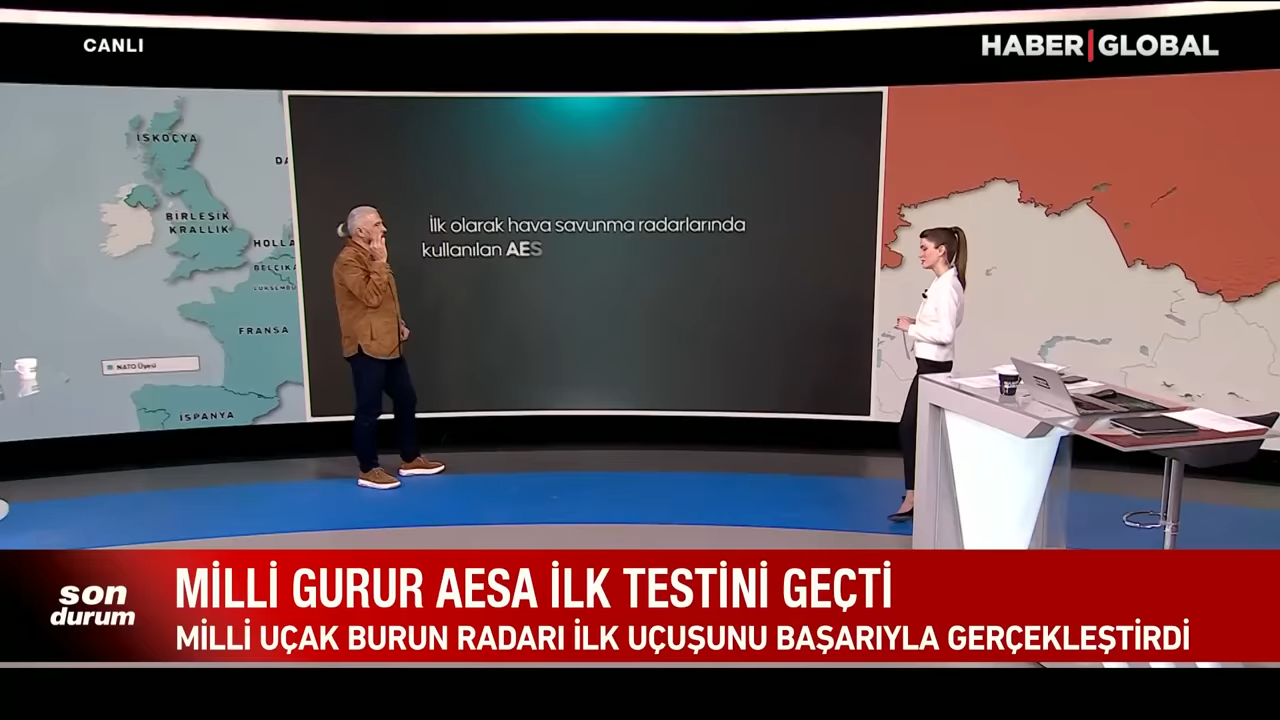 CANLI
HABER GLOBAL
İSKOÇYA
BİRLEŞİK
KRALLIK
HOLLA
BELÇİKA
LÜKSEMBU
FRANSA
NATO Üyesi
İSPANYA
DA
İlk olarak hava savunma radarlarında
kullanılan AES
son
durum
MİLLİ GURUR AESA İLK TESTİNİ GEÇTİ
MİLLİ UÇAK BURUN RADARI İLK UÇUŞUNU BAŞARIYLA GERÇEKLEŞTİRDİ